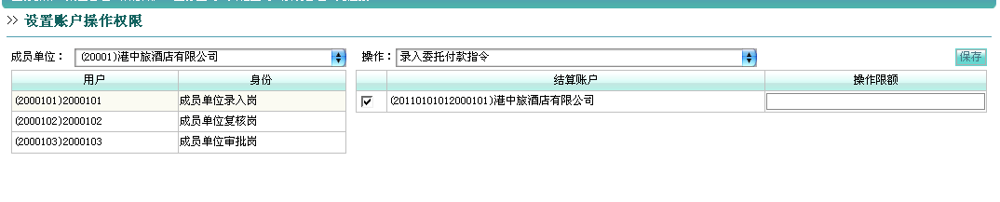 >> 设置账户操作权限
成员单位： (20001)港中旅酒店有限公司 操作： 录入委托付款指令 保存
用户 身份 结算账户 操作限额
(2000101)2000101 成员单位录入岗 (20110101012000101)港中旅酒店有限公司
(2000102)2000102 成员单位复核岗
(2000103)2000103 成员单位审批岗